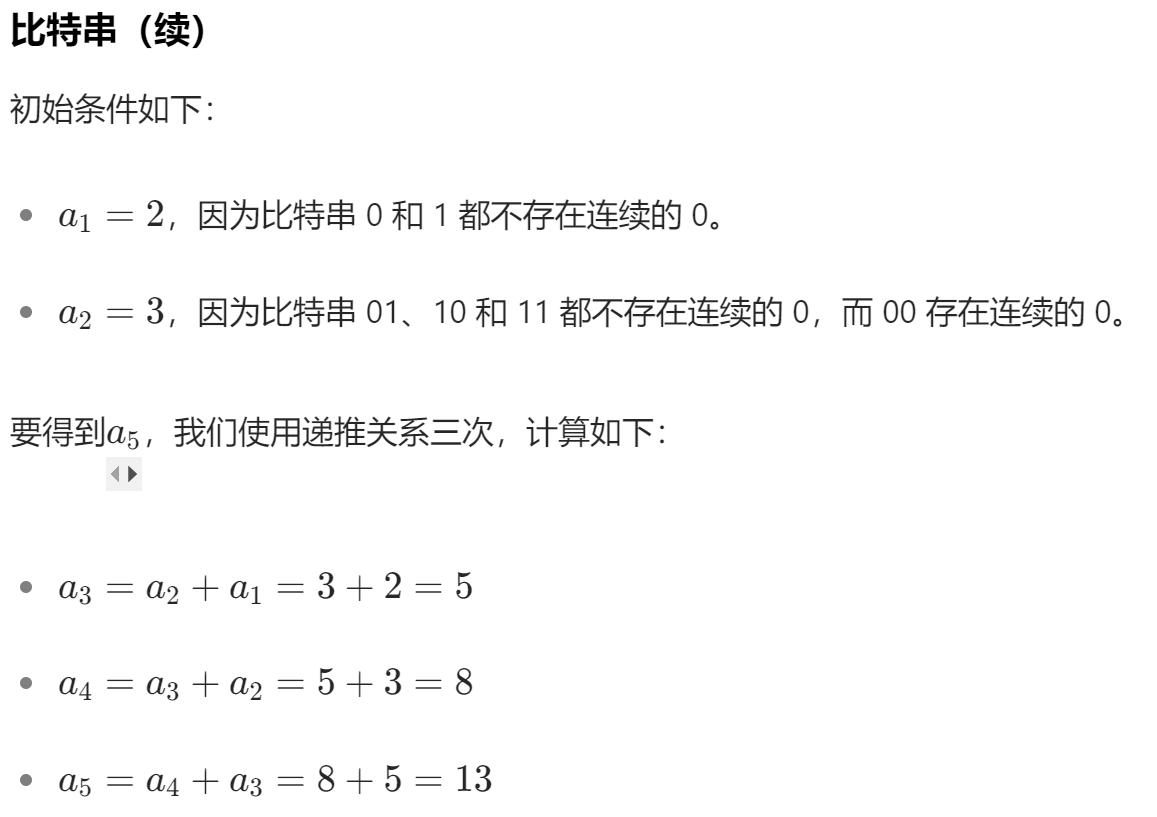 比特串（续）
初始条件如下：
a₁ = 2，因为比特串 0 和 1 都不存在连续的 0。
a₂ = 3，因为比特串 01、10 和 11 都不存在连续的 0，而 00 存在连续的 0。
要得到a₅，我们使用递推关系三次，计算如下：
a₃ = a₂ + a₁ = 3 + 2 = 5
a₄ = a₃ + a₂ = 5 + 3 = 8
a₅ = a₄ + a₃ = 8 + 5 = 13